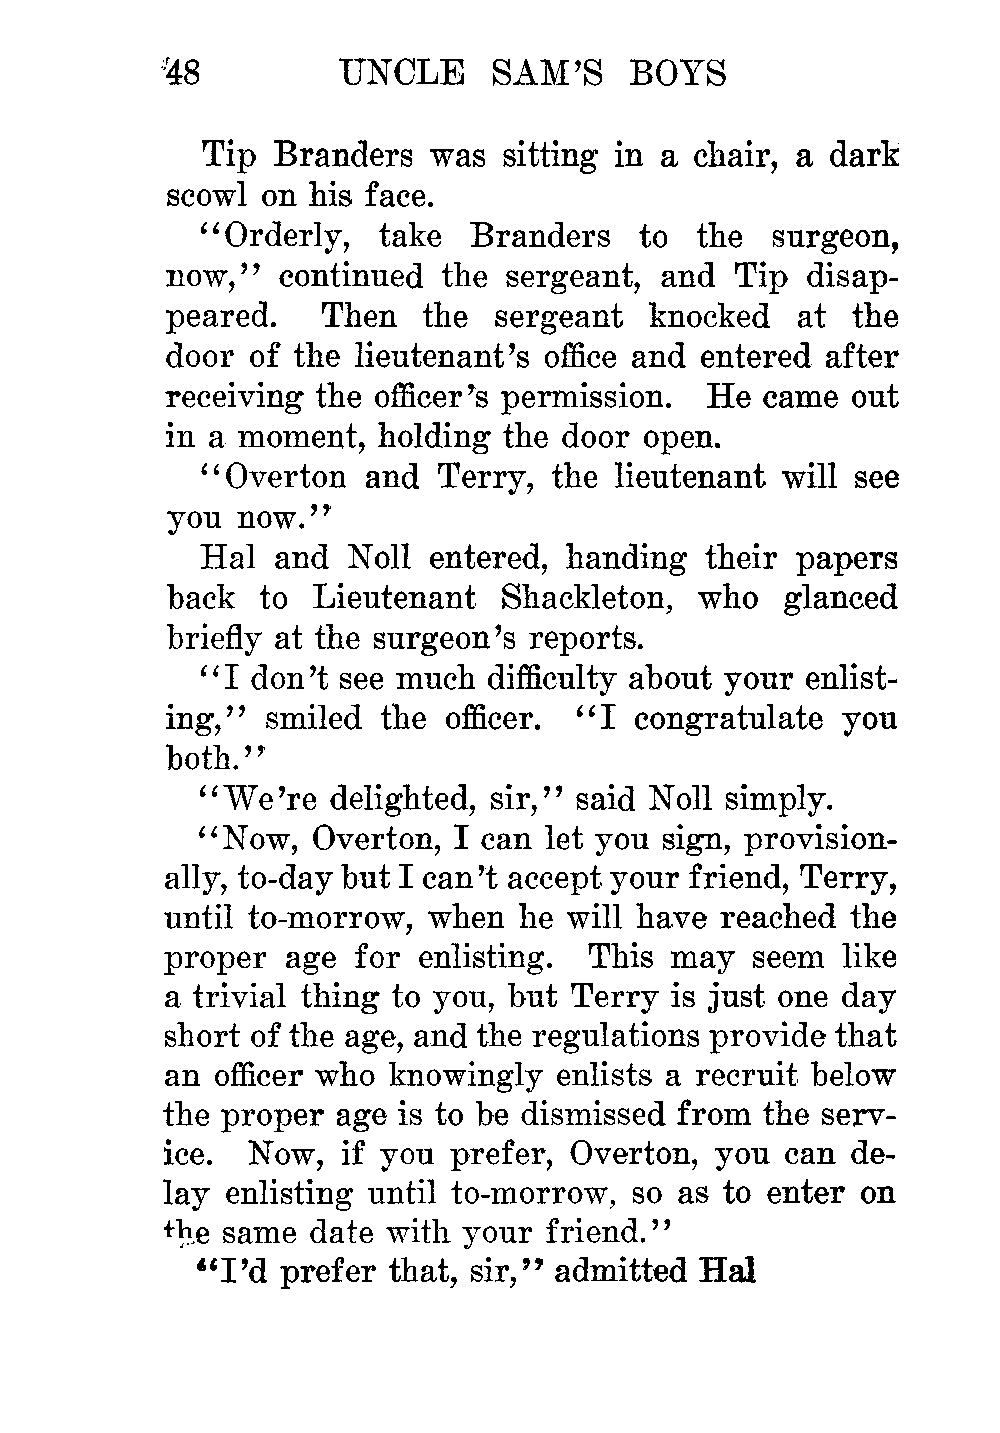 48 UNCLE SAM'S BOYS
Tip Branders was sitting in a chair, a dark
scowl on his face.
"Orderly, take Branders to the surgeon,
now," continued the sergeant, and Tip disap-
peared. Then the sergeant knocked at the
door of the lieutenant's office and entered after
receiving the officer's permission. He came out
in a moment, holding the door open.
"Overton and Terry, the lieutenant will see
you now."
Hal and Noll entered, handing their papers
back to Lieutenant Shackleton, who glanced
briefly at the surgeon's reports.
"I don't see much difficulty about your enlist-
ing," smiled the officer. "I congratulate you
both."
"We're delighted, sir," said Noll simply.
"Now, Overton, I can let you sign, provision-
ally, to-day but I can't accept your friend, Terry,
until to-morrow, when he will have reached the
proper age for enlisting. This may seem like
a trivial thing to you, but Terry is just one day
short of the age, and the regulations provide that
an officer who knowingly enlists a recruit below
the proper age is to be dismissed from the serv-
ice. Now, if you prefer, Overton, you can de-
lay enlisting until to-morrow, so as to enter on
the same date with your friend."
"I'd prefer that, sir," admitted Hal